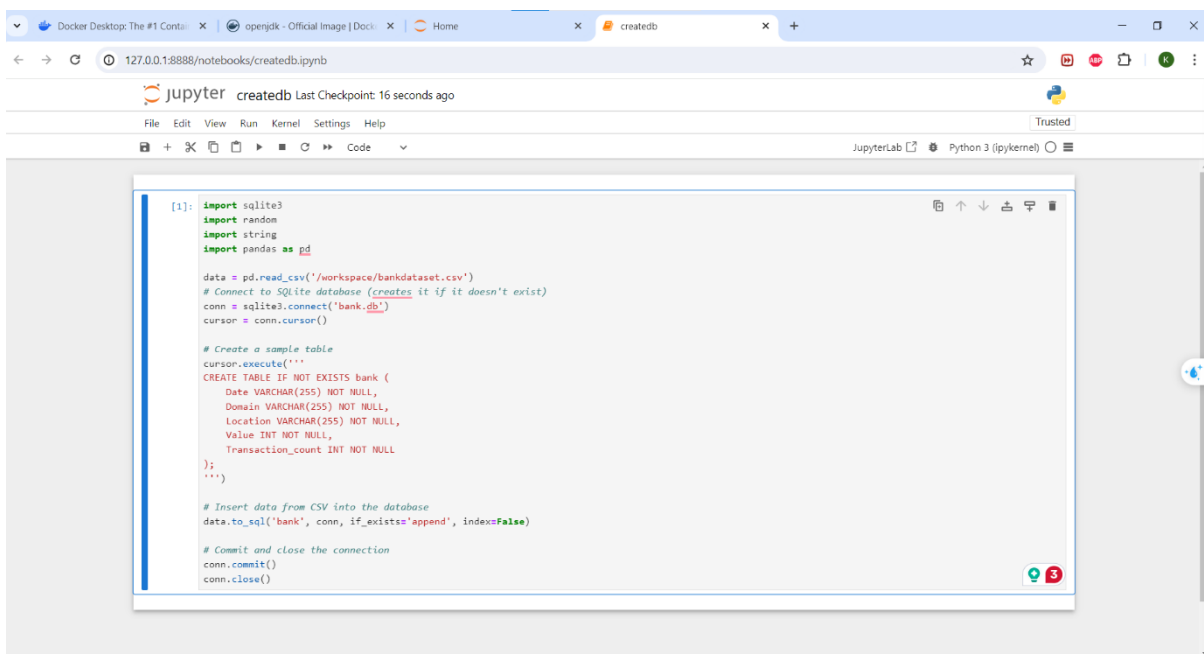 Docker Desktop: The #1 Contai
openjdk - Official Image | Docke
Home
createdb
127.0.0.1:8888/notebooks/createdb.ipynb
ABP
K
jupyter createdb Last Checkpoint: 16 seconds ago
File Edit View Run Kernel Settings Help
Trusted
Code
JupyterLab
Python 3 (ipykernel)
[1]: import sqlite3
import random
import string
import pandas as pd
data = pd.read_csv('/workspace/bankdataset.csv')
# Connect to SQLite database (creates it if it doesn't exist)
conn = sqlite3.connect('bank.db')
cursor = conn.cursor()
# Create a sample table
cursor.execute('''
CREATE TABLE IF NOT EXISTS bank (
Date VARCHAR(255) NOT NULL,
Domain VARCHAR(255) NOT NULL,
Location VARCHAR(255) NOT NULL,
Value INT NOT NULL,
Transaction_count INT NOT NULL
);
''')
# Insert data from CSV into the database
data.to_sql('bank', conn, if_exists='append', index=False)
# Commit and close the connection
conn.commit()
conn.close()
3